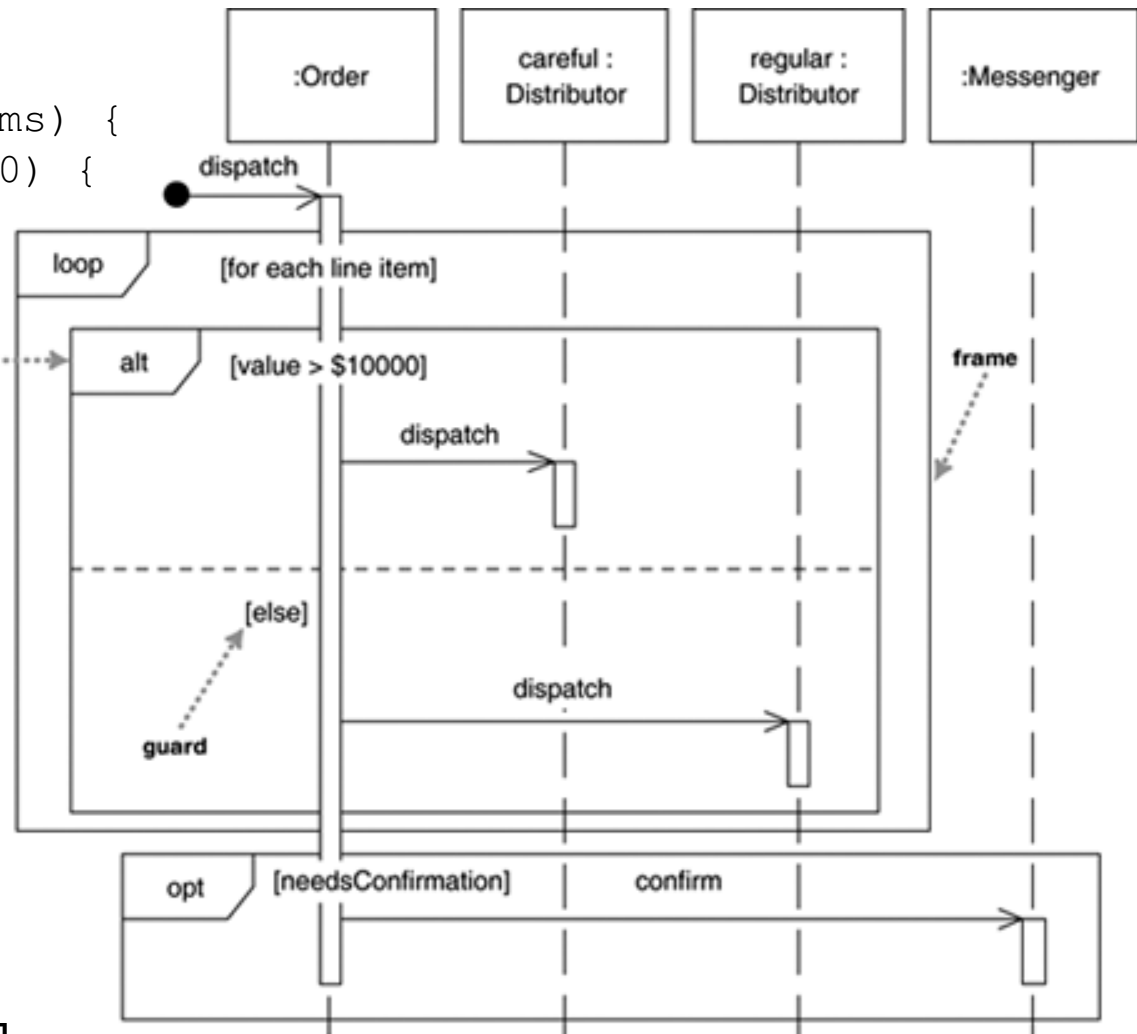 :Order
careful :
Distributor
regular :
Distributor
:Messenger
ms) {
0) {
dispatch
loop
[for each line item]
alt
[value > $10000]
frame
dispatch
[else]
dispatch
guard
opt
[needsConfirmation]
confirm